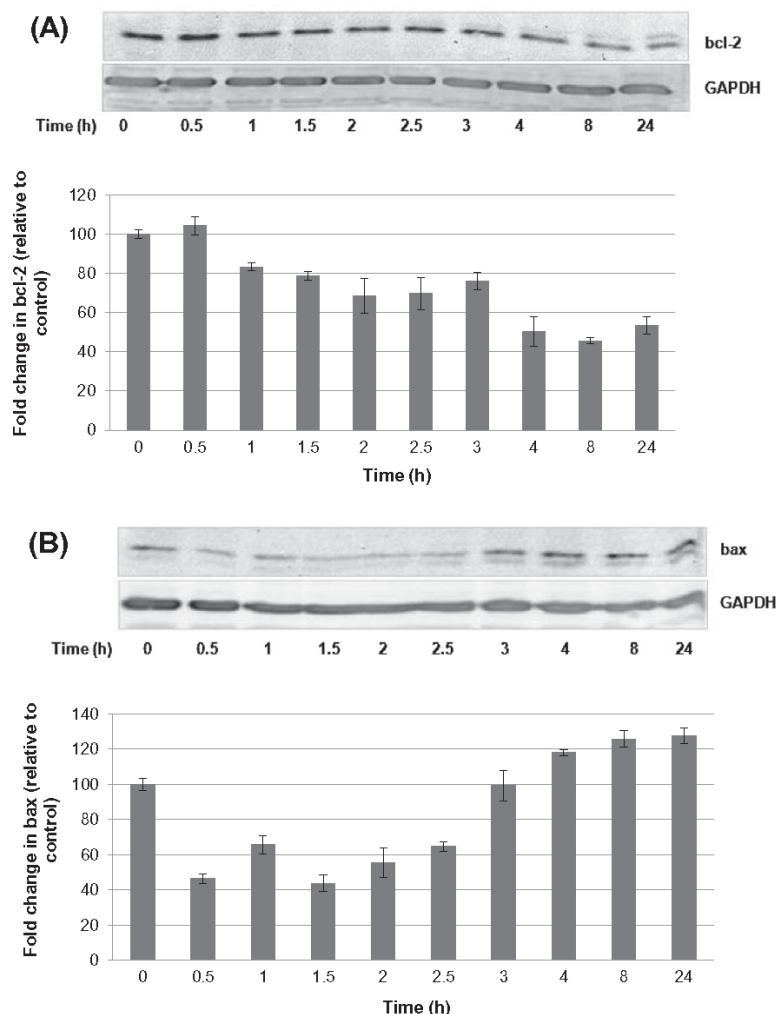 (A)
bcl-2
GAPDH
Time (h) 0 0.5 1 1.5 2 2.5 3 4 8 24
Fold change in bcl-2 (relative to control)
120
100
80
60
40
20
0
0 0.5 1 1.5 2 2.5 3 4 8 24
Time (h)
(B)
bax
GAPDH
Time (h) 0 0.5 1 1.5 2 2.5 3 4 8 24
Fold change in bax (relative to control)
140
120
100
80
60
40
20
0
0 0.5 1 1.5 2 2.5 3 4 8 24
Time (h)